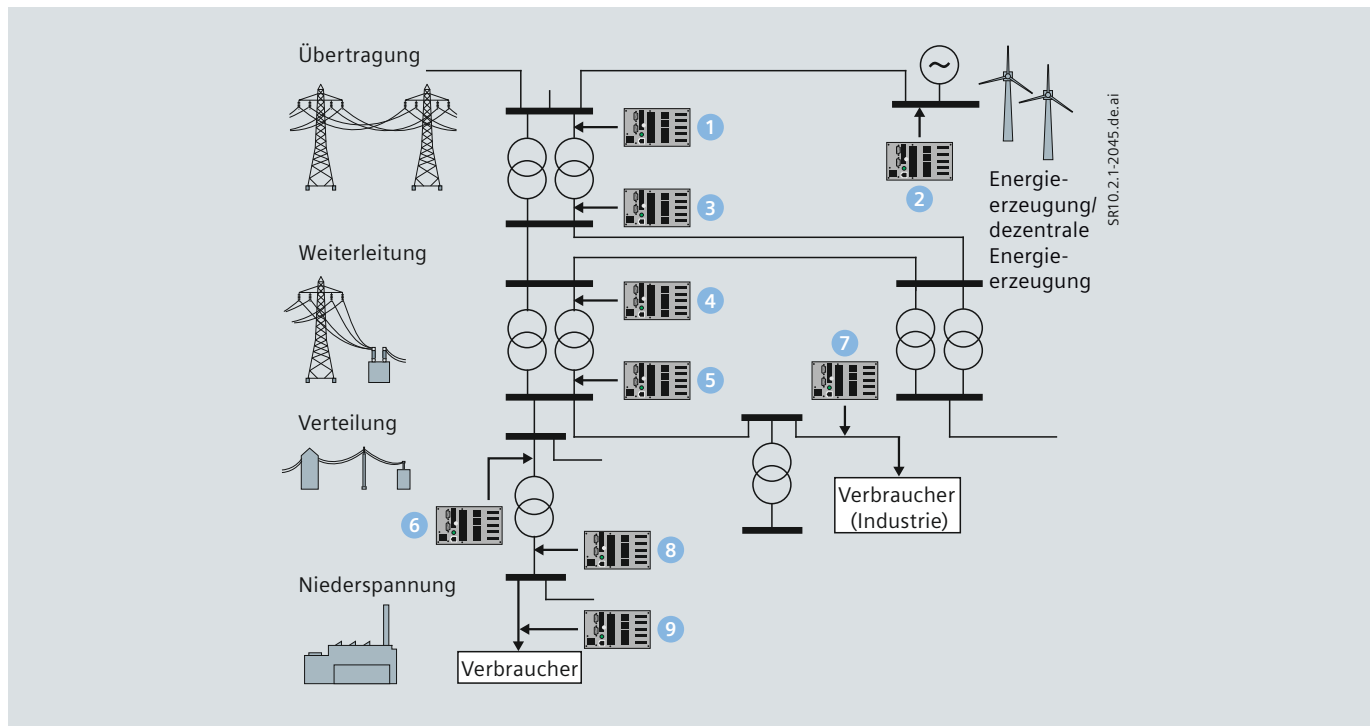 Übertragung
~
1
2
SR10.2.1-2045.de.ai
Energie-
erzeugung/
dezentrale
Energie-
erzeugung
3
Weiterleitung
4
7
5
Verteilung
Verbraucher
(Industrie)
6
8
Niederspannung
9
Verbraucher